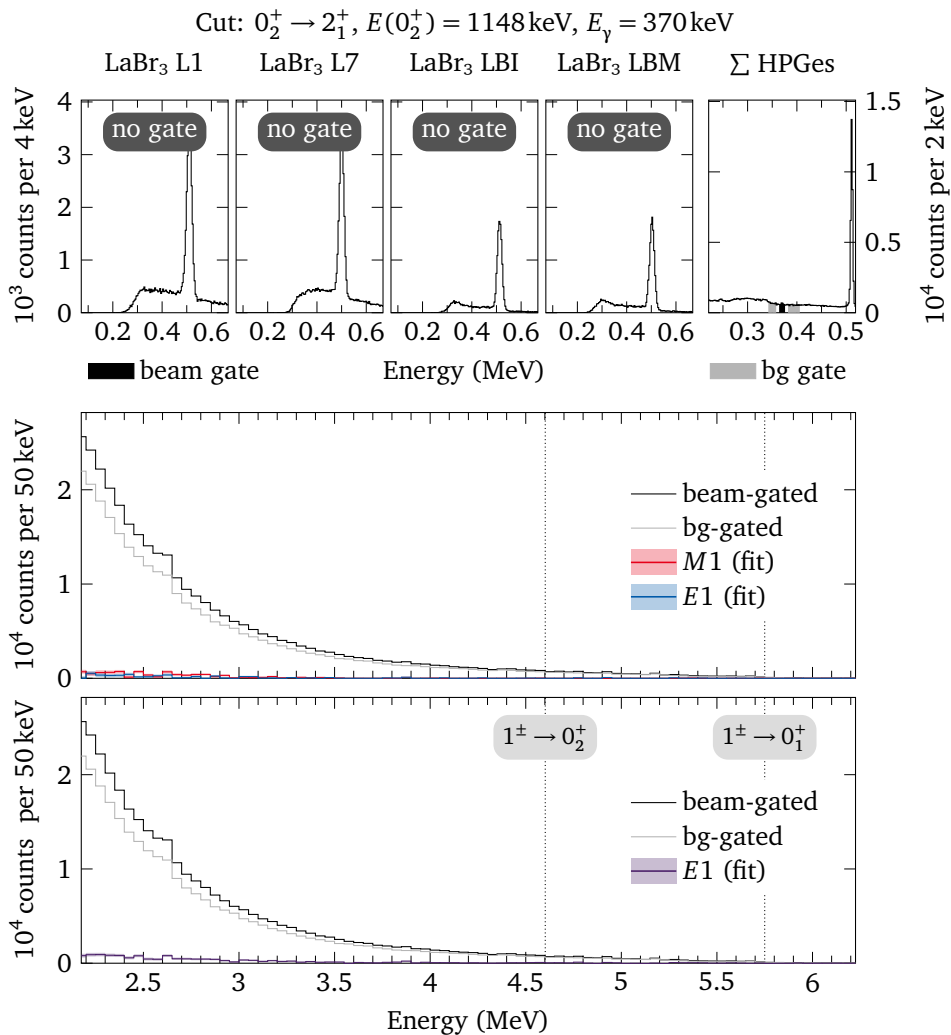 Cut: 0₂⁺ → 2₁⁺, E(0₂⁺) = 1148 keV, Eᵧ = 370 keV
LaBr₃ L1 LaBr₃ L7 LaBr₃ LBI LaBr₃ LBM ∑ HPGes
no gate no gate no gate no gate
10³ counts per 4 keV
4
3
2
1
0
1.5
1
0.5
0
10⁴ counts per 2 keV
0.2 0.4 0.6 0.2 0.4 0.6 0.2 0.4 0.6 0.2 0.4 0.6 0.3 0.4 0.5
beam gate Energy (MeV) bg gate
10⁴ counts per 50 keV
2
1
0
beam-gated
bg-gated
M1 (fit)
E1 (fit)
10⁴ counts per 50 keV
2
1
0
1± → 0₂⁺ 1± → 0₁⁺
beam-gated
bg-gated
E1 (fit)
2.5 3 3.5 4 4.5 5 5.5 6
Energy (MeV)